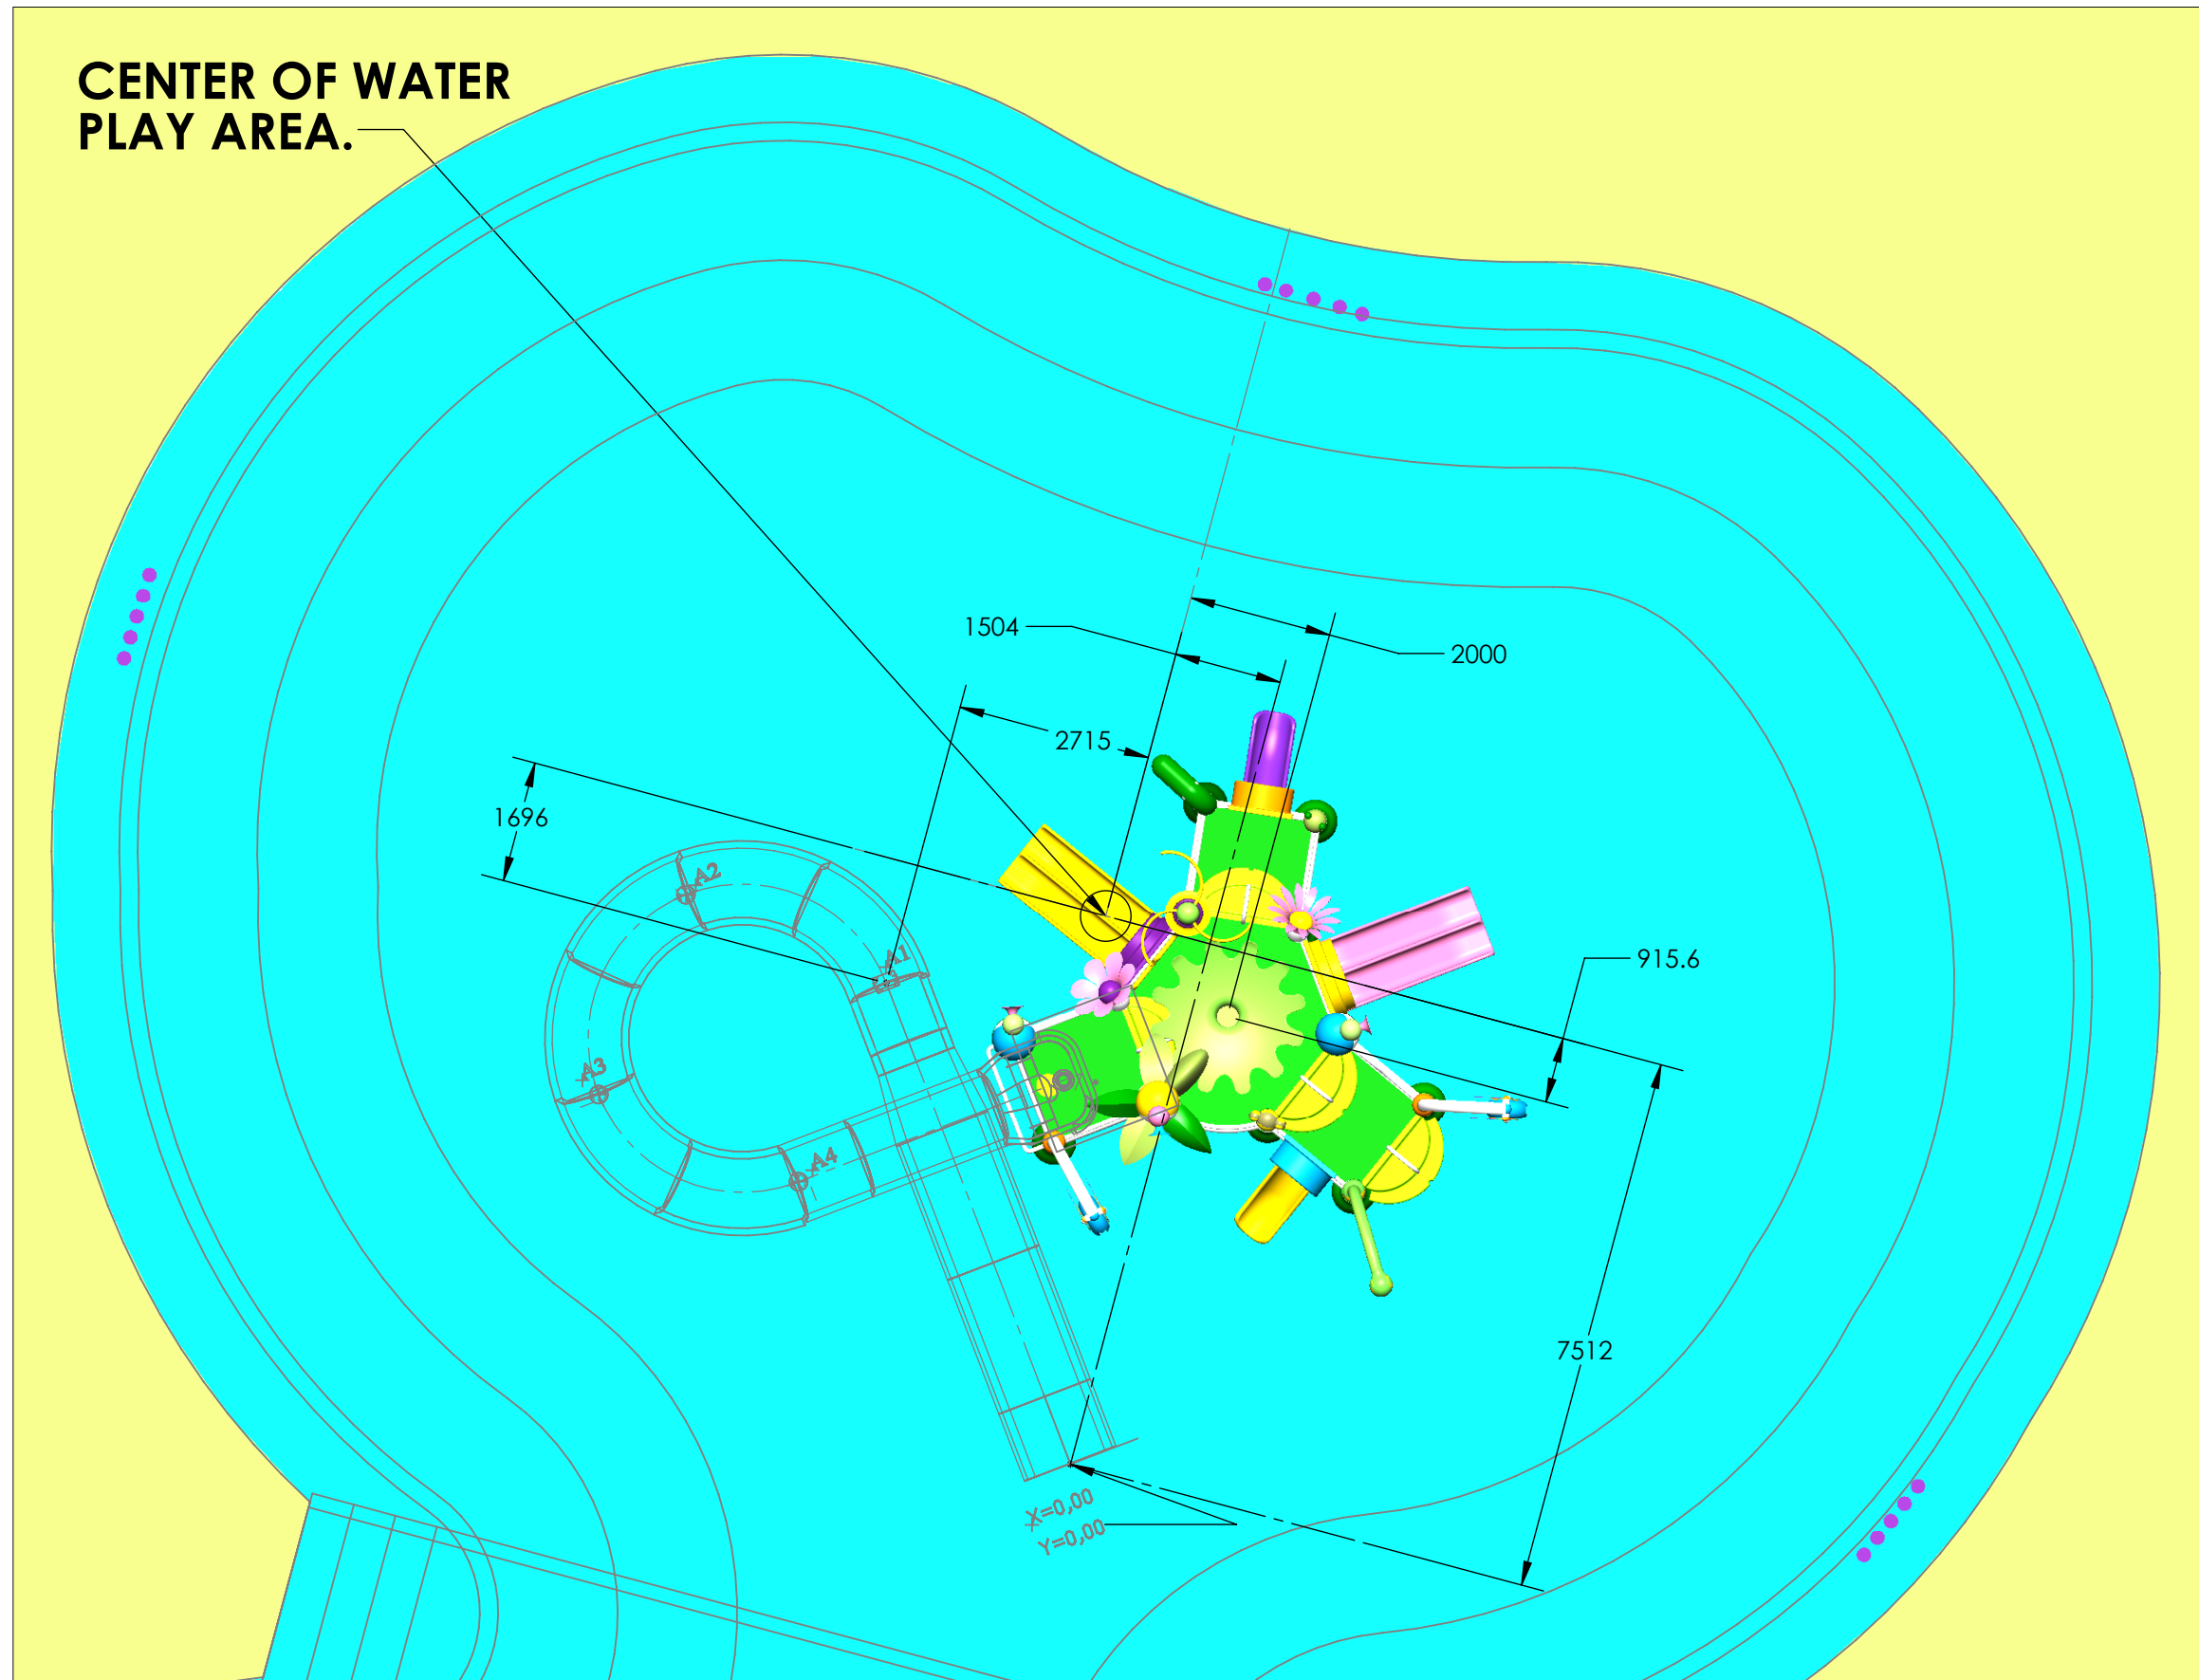 CENTER OF WATER
PLAY AREA.
1504
2000
2715
1696
A2
A1
915.6
A3
A4
7512
X=0,00
Y=0,00